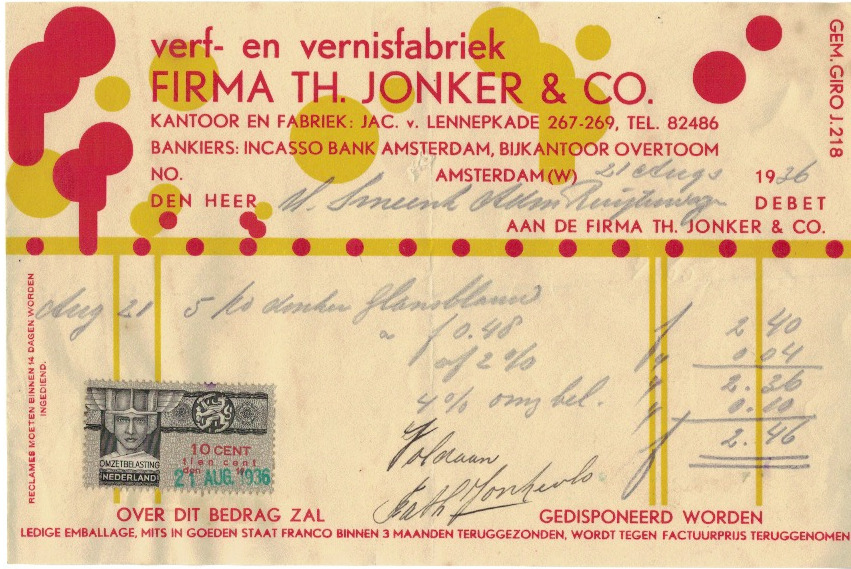 verf- en vernisfabriek
FIRMA TH. JONKER & CO.
KANTOOR EN FABRIEK: JAC. v. LENNEPKADE 267-269, TEL. 82486
BANKIERS: INCASSO BANK AMSTERDAM, BIJKANTOOR OVERTOOM
NO. AMSTERDAM (W) 21 Augs 1936
DEN HEER W. Smeenk DEBET
AAN DE FIRMA TH. JONKER & CO.
GEM. GIRO J. 218
RECLAMES MOETEN BINNEN 14 DAGEN WORDEN
INGEDIEND.
Aug 21 5 Ko donker Glansblauw
a f 0.48 f 2 40
af 2% " 0.04
" 2.36
4% omz bel. " 0.10
f 2.46
OMZETBELASTING
NEDERLAND
10 CENT
tien cent
21 AUG. 1936
Voldaan
OVER DIT BEDRAG ZAL GEDISPONEERD WORDEN
LEDIGE EMBALLAGE, MITS IN GOEDEN STAAT FRANCO BINNEN 3 MAANDEN TERUGGEZONDEN, WORDT TEGEN FACTUURPRIJS TERUGGENOMEN